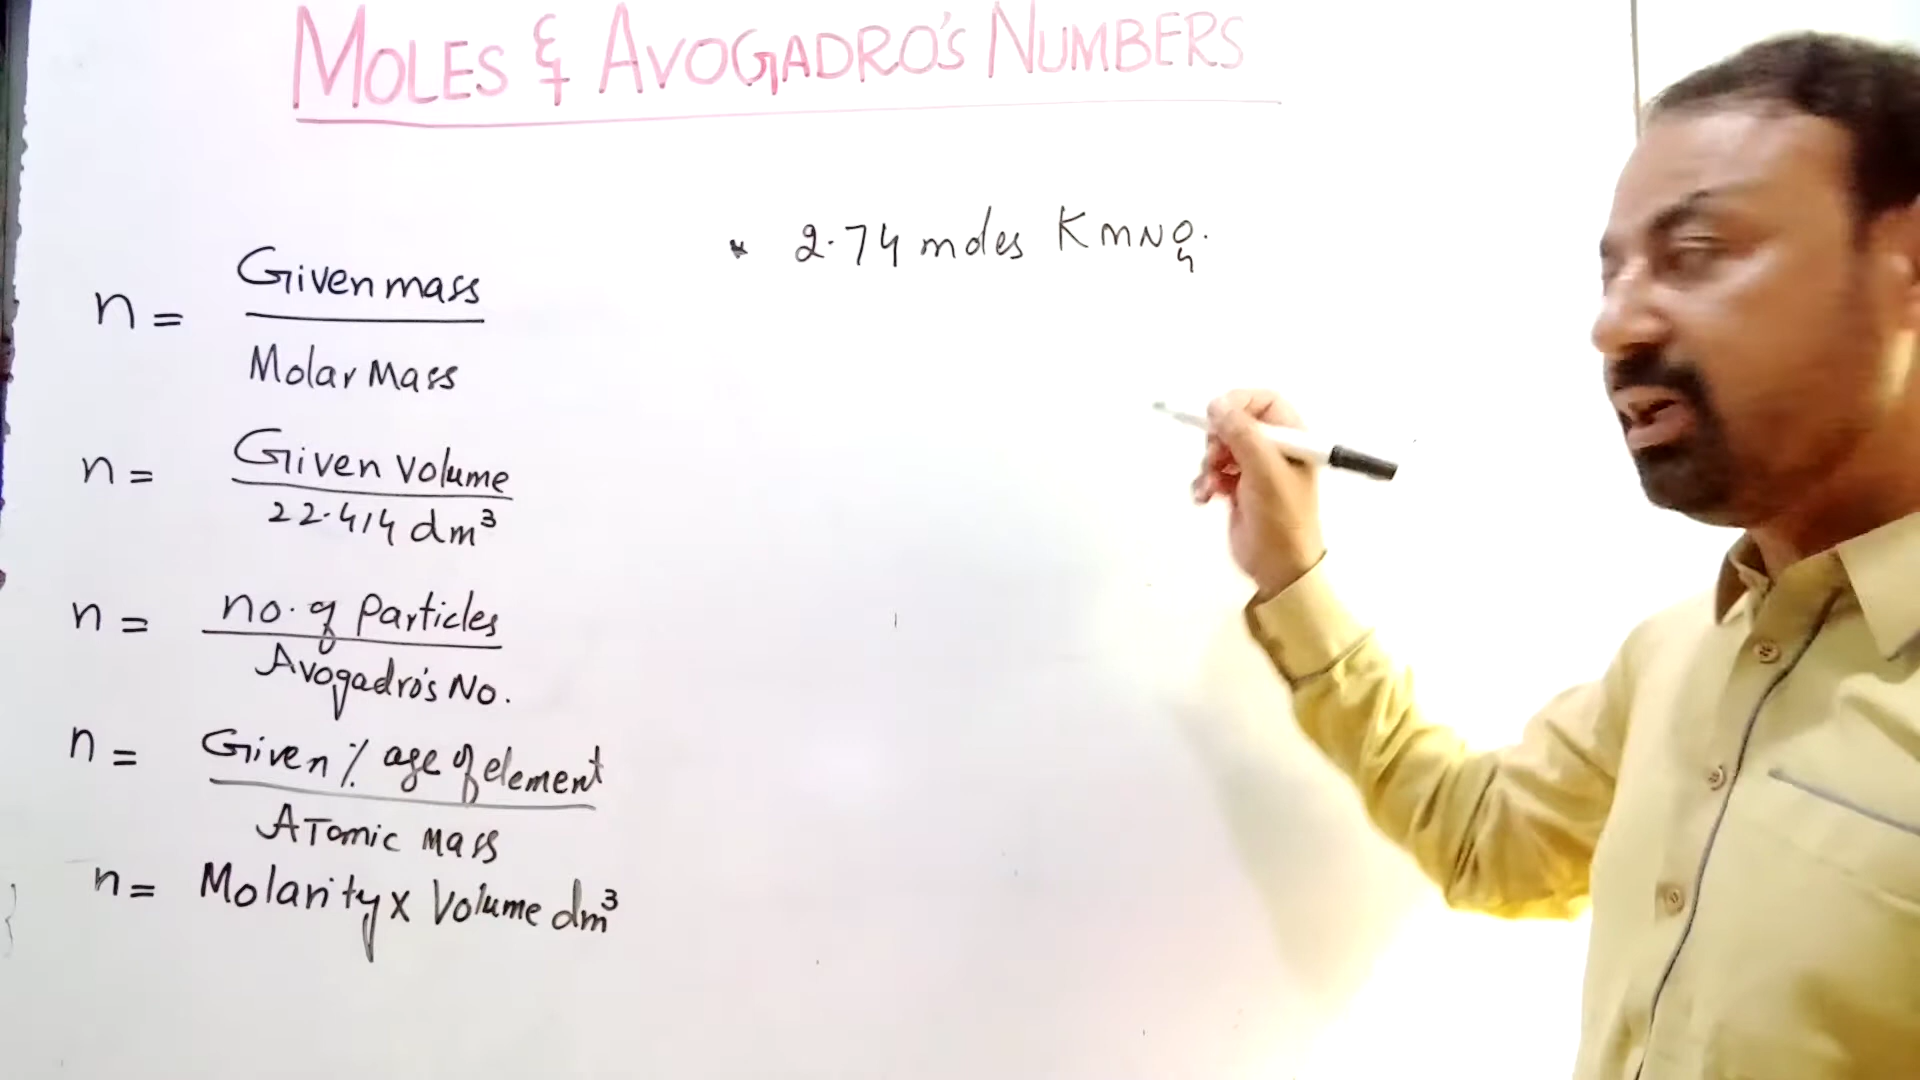 MOLES & AVOGADRO'S NUMBERS
* 2.74 moles KMNO4.
n = Given mass / Molar Mass
n = Given Volume / 22.414 dm³
n = no. of Particles / Avogadro's No.
n = Given % age of element / ATomic Mass
n = Molarity x Volume dm³